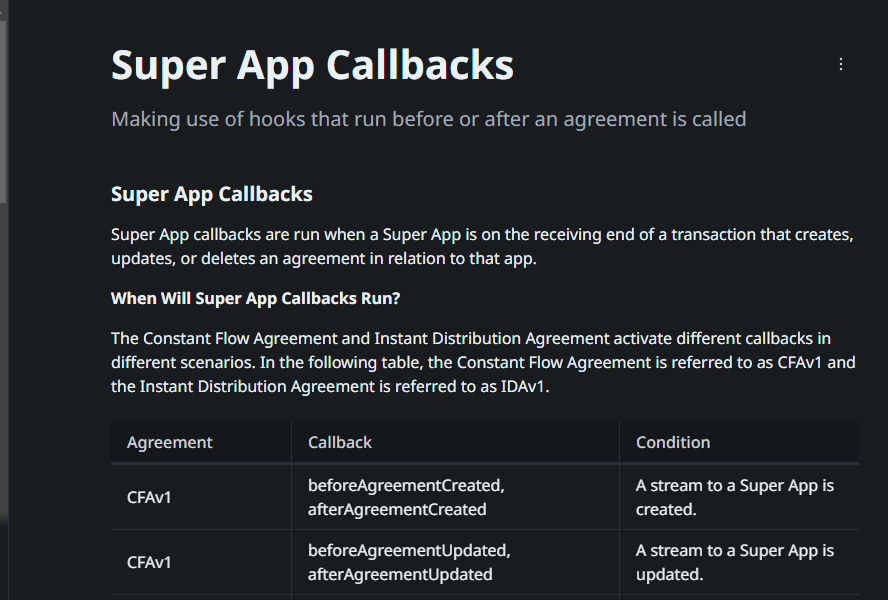 Super App Callbacks
Making use of hooks that run before or after an agreement is called
Super App Callbacks
Super App callbacks are run when a Super App is on the receiving end of a transaction that creates,
updates, or deletes an agreement in relation to that app.
When Will Super App Callbacks Run?
The Constant Flow Agreement and Instant Distribution Agreement activate different callbacks in
different scenarios. In the following table, the Constant Flow Agreement is referred to as CFAv1 and
the Instant Distribution Agreement is referred to as IDAv1.
Agreement Callback Condition
CFAv1
beforeAgreementCreated,
afterAgreementCreated
A stream to a Super App is
created.
CFAv1
beforeAgreementUpdated,
afterAgreementUpdated
A stream to a Super App is
updated.